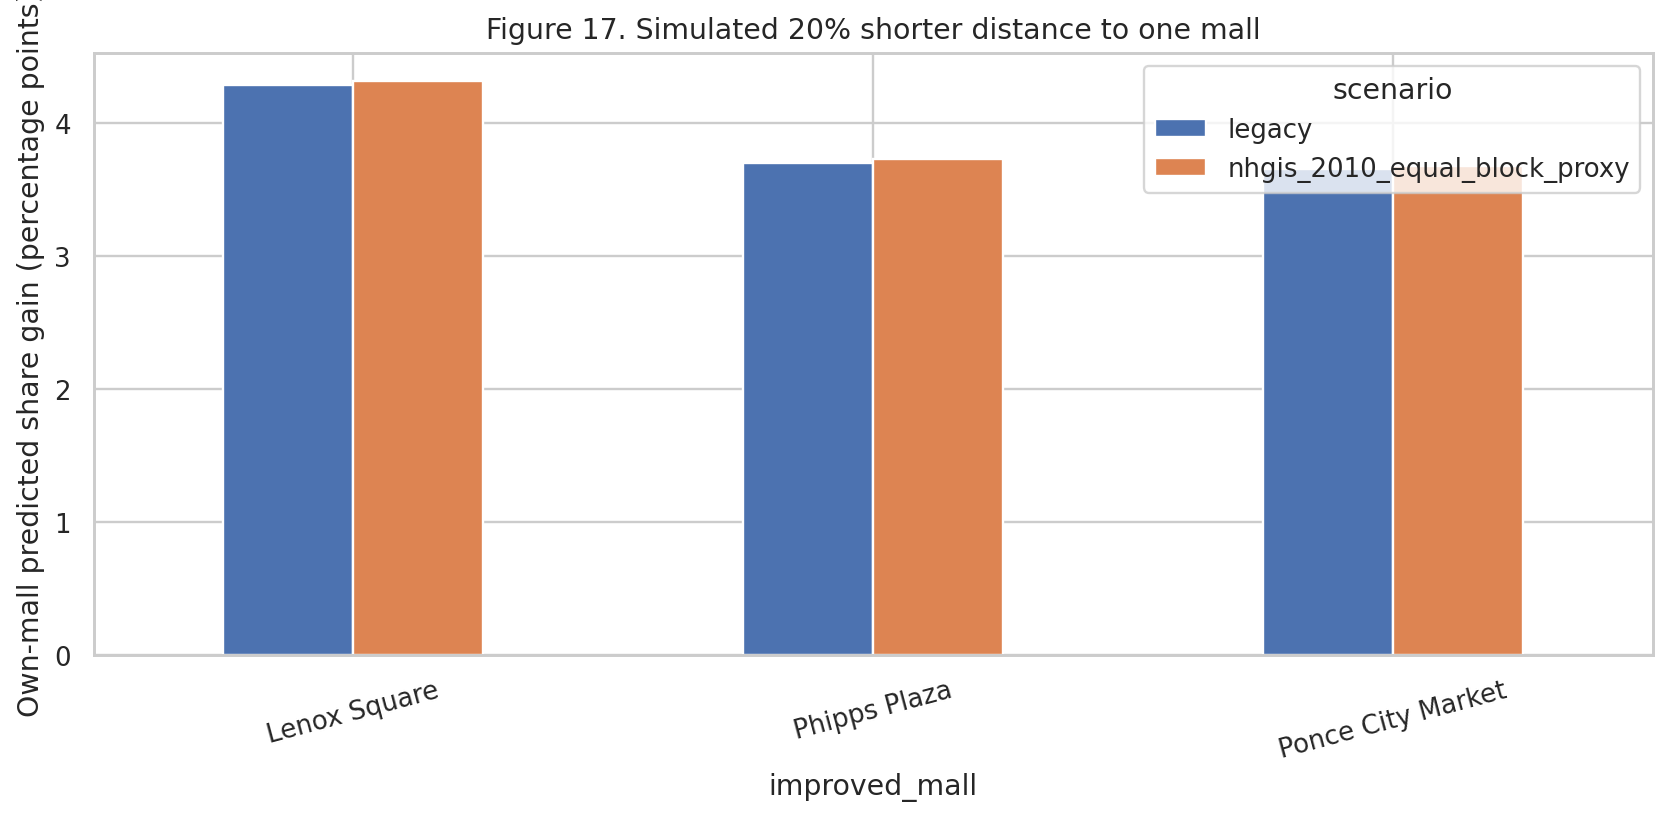 Figure 17. Simulated 20% shorter distance to one mall
Own-mall predicted share gain (percentage points)
4
3
2
1
0
scenario
legacy
nhgis_2010_equal_block_proxy
Lenox Square
Phipps Plaza
Ponce City Market
improved_mall